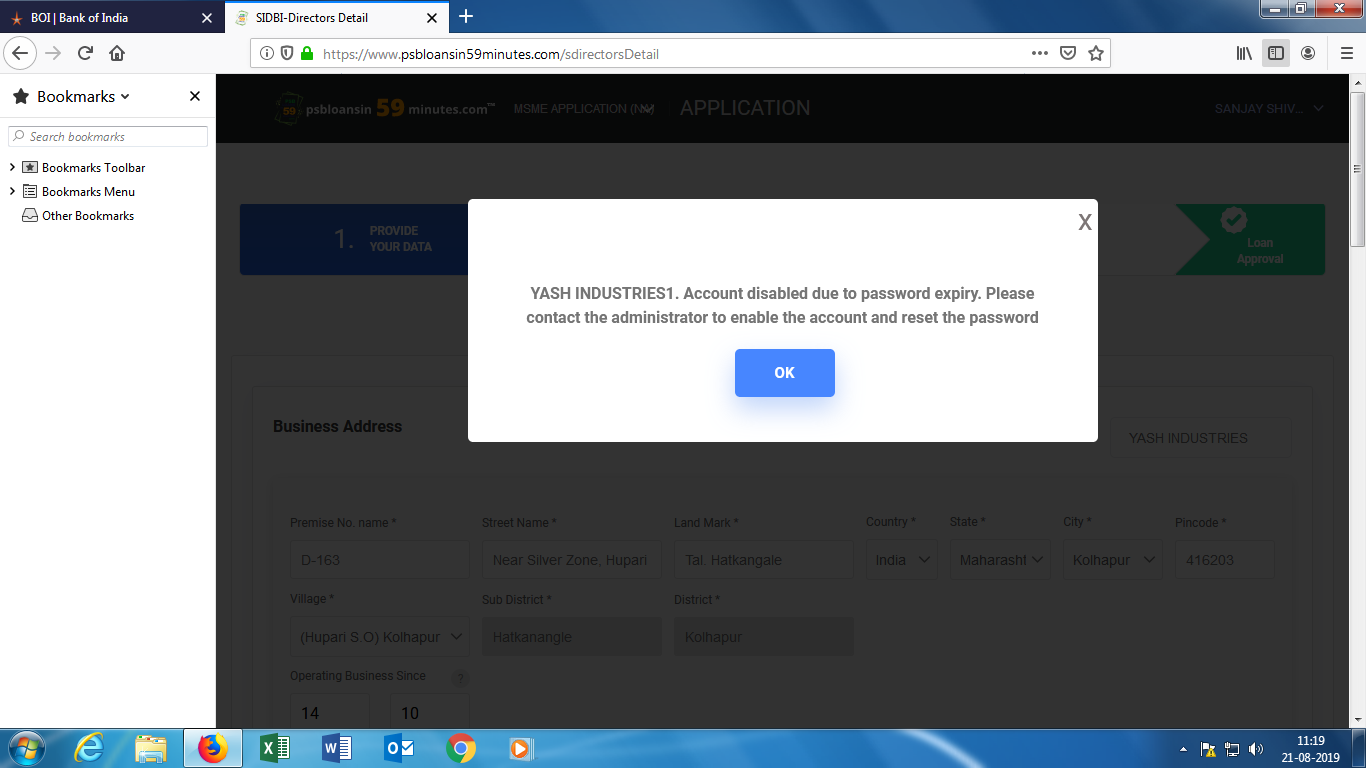 BOI | Bank of India
SIDBI-Directors Detail
https://www.psbloansin59minutes.com/sdirectorsDetail
Bookmarks
Search bookmarks
Bookmarks Toolbar
Bookmarks Menu
Other Bookmarks
psbloansin 59 minutes.com™
MSME APPLICATION
APPLICATION
SANJAY SHIV...
1. PROVIDE
YOUR DATA
Loan
Approval
X
YASH INDUSTRIES1. Account disabled due to password expiry. Please
contact the administrator to enable the account and reset the password
OK
Business Address
YASH INDUSTRIES
Premise No. name * Street Name * Land Mark * Country * State * City * Pincode *
D-163 Near Silver Zone, Hupari Tal. Hatkangale India Maharasht Kolhapur 416203
Village * Sub District * District *
(Hupari S.O) Kolhapur Hatkanangle Kolhapur
Operating Business Since ?
14 10
11:19
21-08-2019